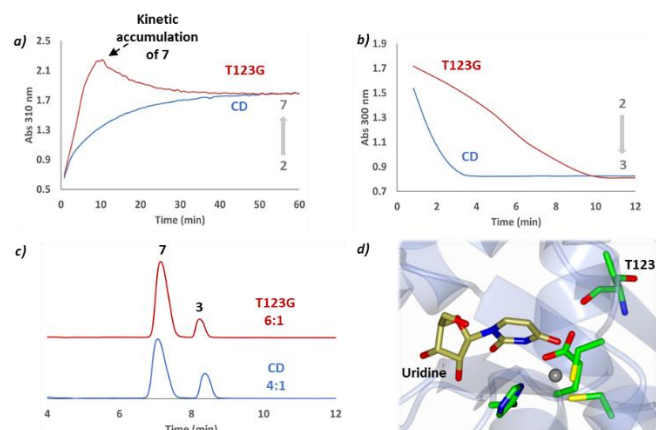 Kinetic
accumulation
of 7
a)
2.5
2.1
1.7
1.3
0.9
0.5
Abs 310 nm
T123G
CD
7
2
0 10 20 30 40 50 60
Time (min)
b)
1.9
1.7
1.5
1.3
1.1
0.9
0.7
Abs 300 nm
T123G
CD
2
3
0 2 4 6 8 10 12
Time (min)
c)
7
3
T123G
6:1
CD
4:1
4 6 8 10 12
Time (min)
d)
T123
Uridine